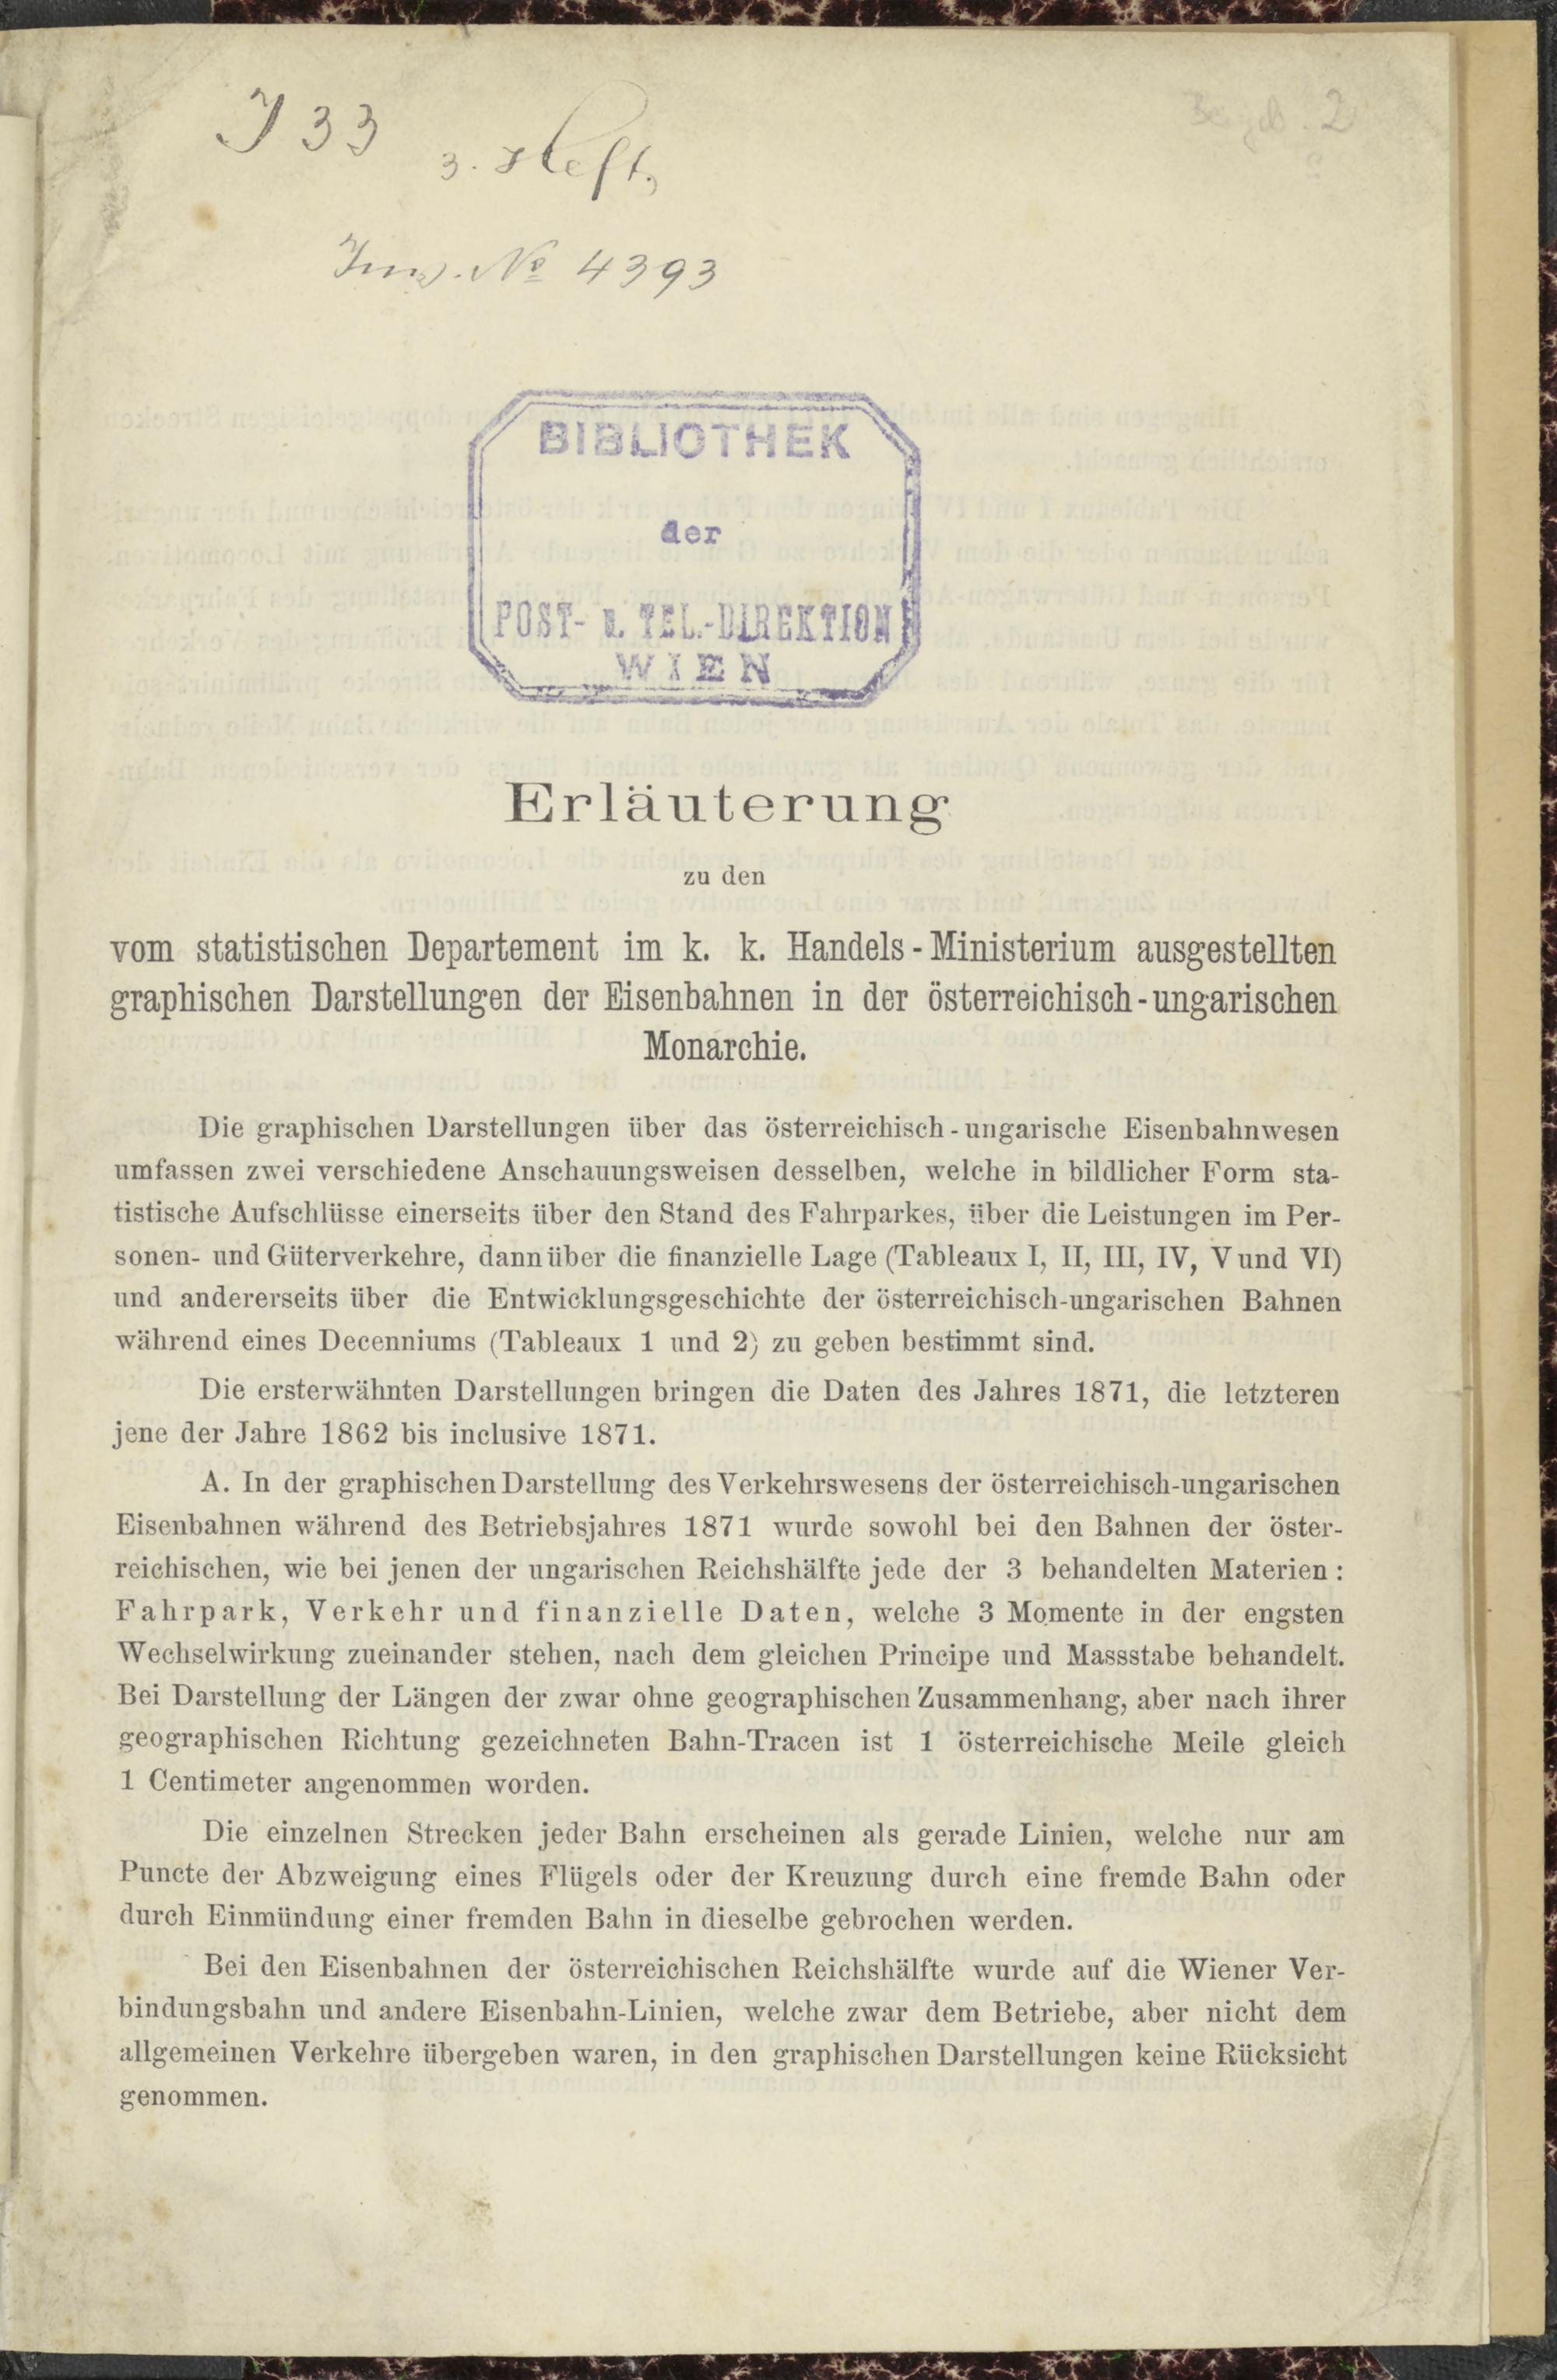 J 33
3. Heft,
Inv. No 4393
2
BIBLIOTHEK
der
POST- u. TEL.-DIREKTION
WIEN
Erläuterung
zu den
vom statistischen Departement im k. k. Handels-Ministerium ausgestellten
graphischen Darstellungen der Eisenbahnen in der österreichisch-ungarischen
Monarchie.
Die graphischen Darstellungen über das österreichisch-ungarische Eisenbahnwesen
umfassen zwei verschiedene Anschauungsweisen desselben, welche in bildlicher Form sta-
tistische Aufschlüsse einerseits über den Stand des Fahrparkes, über die Leistungen im Per-
sonen- und Güterverkehre, dann über die finanzielle Lage (Tableaux I, II, III, IV, V und VI)
und andererseits über die Entwicklungsgeschichte der österreichisch-ungarischen Bahnen
während eines Decenniums (Tableaux 1 und 2) zu geben bestimmt sind.
Die ersterwähnten Darstellungen bringen die Daten des Jahres 1871, die letzteren
jene der Jahre 1862 bis inclusive 1871.
A. In der graphischen Darstellung des Verkehrswesens der österreichisch-ungarischen
Eisenbahnen während des Betriebsjahres 1871 wurde sowohl bei den Bahnen der öster-
reichischen, wie bei jenen der ungarischen Reichshälfte jede der 3 behandelten Materien:
Fahrpark, Verkehr und finanzielle Daten, welche 3 Momente in der engsten
Wechselwirkung zueinander stehen, nach dem gleichen Principe und Massstabe behandelt.
Bei Darstellung der Längen der zwar ohne geographischen Zusammenhang, aber nach ihrer
geographischen Richtung gezeichneten Bahn-Tracen ist 1 österreichische Meile gleich
1 Centimeter angenommen worden.
Die einzelnen Strecken jeder Bahn erscheinen als gerade Linien, welche nur am
Puncte der Abzweigung eines Flügels oder der Kreuzung durch eine fremde Bahn oder
durch Einmündung einer fremden Bahn in dieselbe gebrochen werden.
Bei den Eisenbahnen der österreichischen Reichshälfte wurde auf die Wiener Ver-
bindungsbahn und andere Eisenbahn-Linien, welche zwar dem Betriebe, aber nicht dem
allgemeinen Verkehre übergeben waren, in den graphischen Darstellungen keine Rücksicht
genommen.